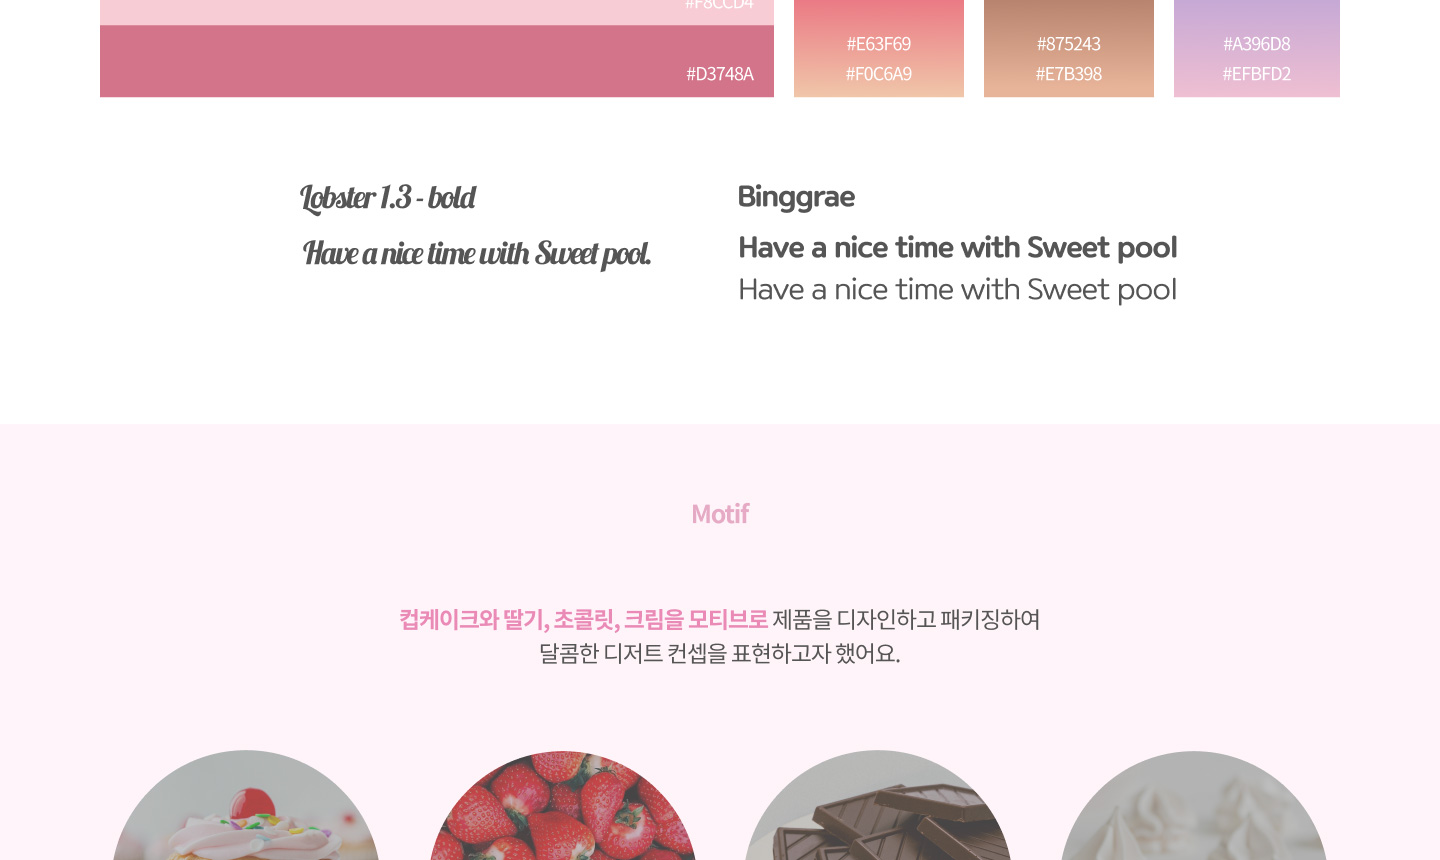 #F8CCD4
#D3748A
#E63F69
#F0C6A9
#875243
#E7B398
#A396D8
#EFBFD2
Lobster 1.3 - bold
Have a nice time with Sweet pool.
Binggrae
Have a nice time with Sweet pool
Have a nice time with Sweet pool
Motif
컵케이크와 딸기, 초콜릿, 크림을 모티브로 제품을 디자인하고 패키징하여
달콤한 디저트 컨셉을 표현하고자 했어요.